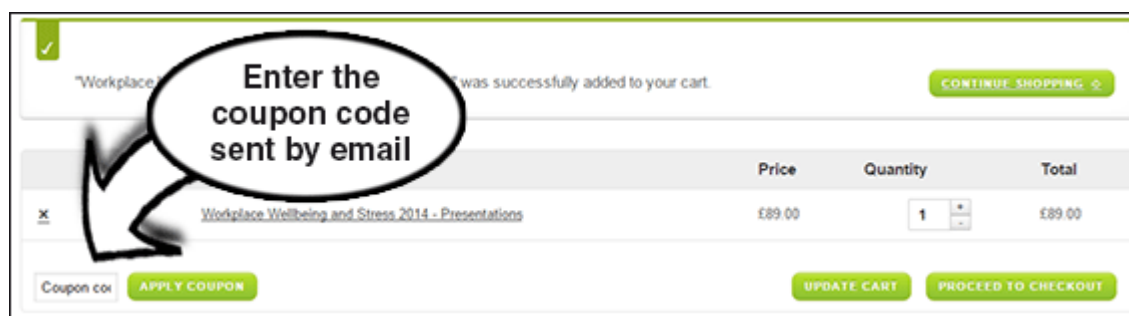 ✓
"Workplace
Enter the
coupon code
sent by email
" was successfully added to your cart.
CONTINUE SHOPPING
Price Quantity Total
× Workplace Wellbeing and Stress 2014 - Presentations £89.00 1 + - £89.00
Coupon co APPLY COUPON UPDATE CART PROCEED TO CHECKOUT